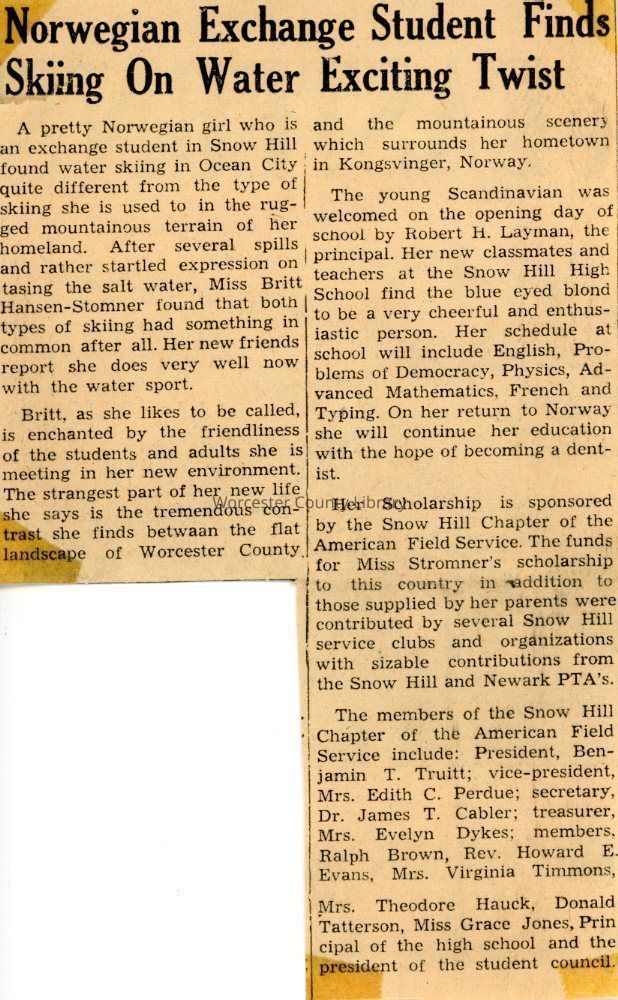 Norwegian Exchange Student Finds
Skiing On Water Exciting Twist
A pretty Norwegian girl who is
an exchange student in Snow Hill
found water skiing in Ocean City
quite different from the type of
skiing she is used to in the rug-
ged mountainous terrain of her
homeland. After several spills
and rather startled expression on
tasing the salt water, Miss Britt
Hansen-Stomner found that both
types of skiing had something in
common after all. Her new friends
report she does very well now
with the water sport.
Britt, as she likes to be called,
is enchanted by the friendliness
of the students and adults she is
meeting in her new environment.
The strangest part of her new life
she says is the tremendous con-
trast she finds betwaan the flat
landscape of Worcester County
and the mountainous scenery
which surrounds her hometown
in Kongsvinger, Norway.
The young Scandinavian was
welcomed on the opening day of
school by Robert H. Layman, the
principal. Her new classmates and
teachers at the Snow Hill High
School find the blue eyed blond
to be a very cheerful and enthus-
iastic person. Her schedule at
school will include English, Pro-
blems of Democracy, Physics, Ad-
vanced Mathematics, French and
Typing. On her return to Norway
she will continue her education
with the hope of becoming a dent-
ist.
Her Scholarship is sponsored
by the Snow Hill Chapter of the
American Field Service. The funds
for Miss Stromner's scholarship
to this country in addition to
those supplied by her parents were
contributed by several Snow Hill
service clubs and organizations
with sizable contributions from
the Snow Hill and Newark PTA's.
The members of the Snow Hill
Chapter of the American Field
Service include: President, Ben-
jamin T. Truitt; vice-president,
Mrs. Edith C. Perdue; secretary,
Dr. James T. Cabler; treasurer,
Mrs. Evelyn Dykes; members,
Ralph Brown, Rev. Howard E.
Evans, Mrs. Virginia Timmons,
Mrs. Theodore Hauck, Donald
Tatterson, Miss Grace Jones, Prin
cipal of the high school and the
president of the student council.
Worcester County Library